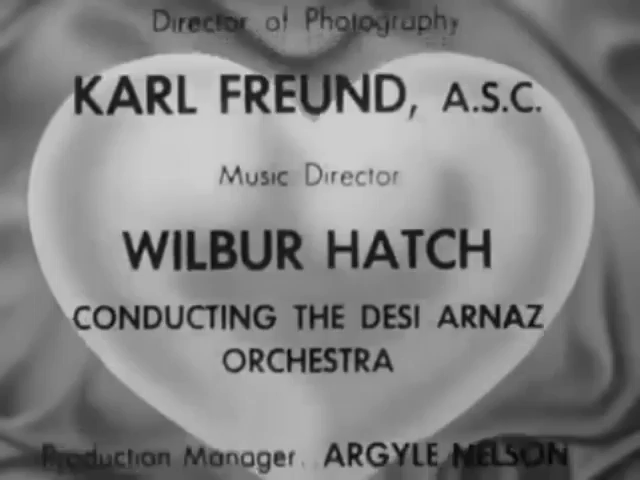 Director of Photography
KARL FREUND, A.S.C.
Music Director
WILBUR HATCH
CONDUCTING THE DESI ARNAZ
ORCHESTRA
Production Manager.. ARGYLE NELSON